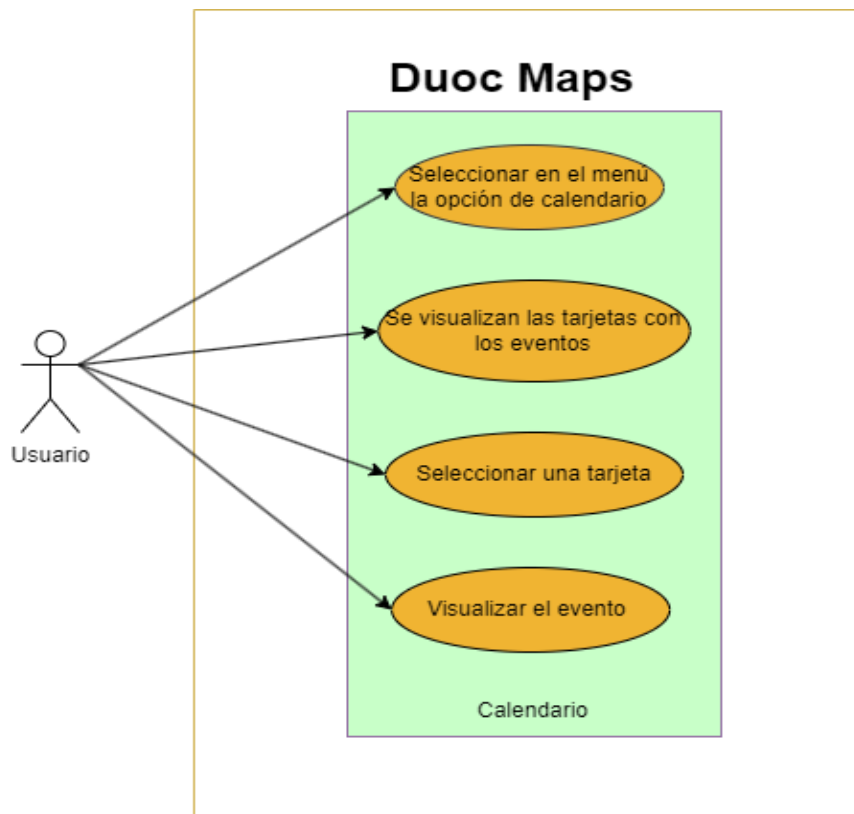 Duoc Maps
Seleccionar en el menú
la opción de calendario
Se visualizan las tarjetas con
los eventos
Usuario
Seleccionar una tarjeta
Visualizar el evento
Calendario